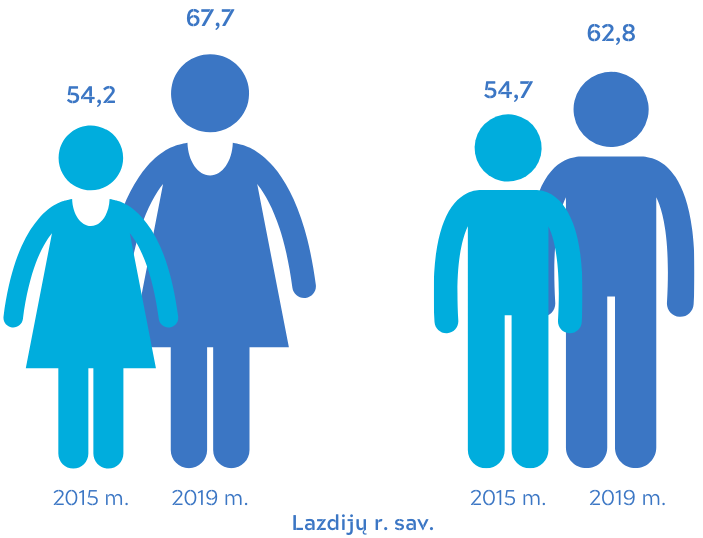 67,7
62,8
54,2
54,7
2015 m.
2019 m.
2015 m.
2019 m.
Lazdijų r. sav.